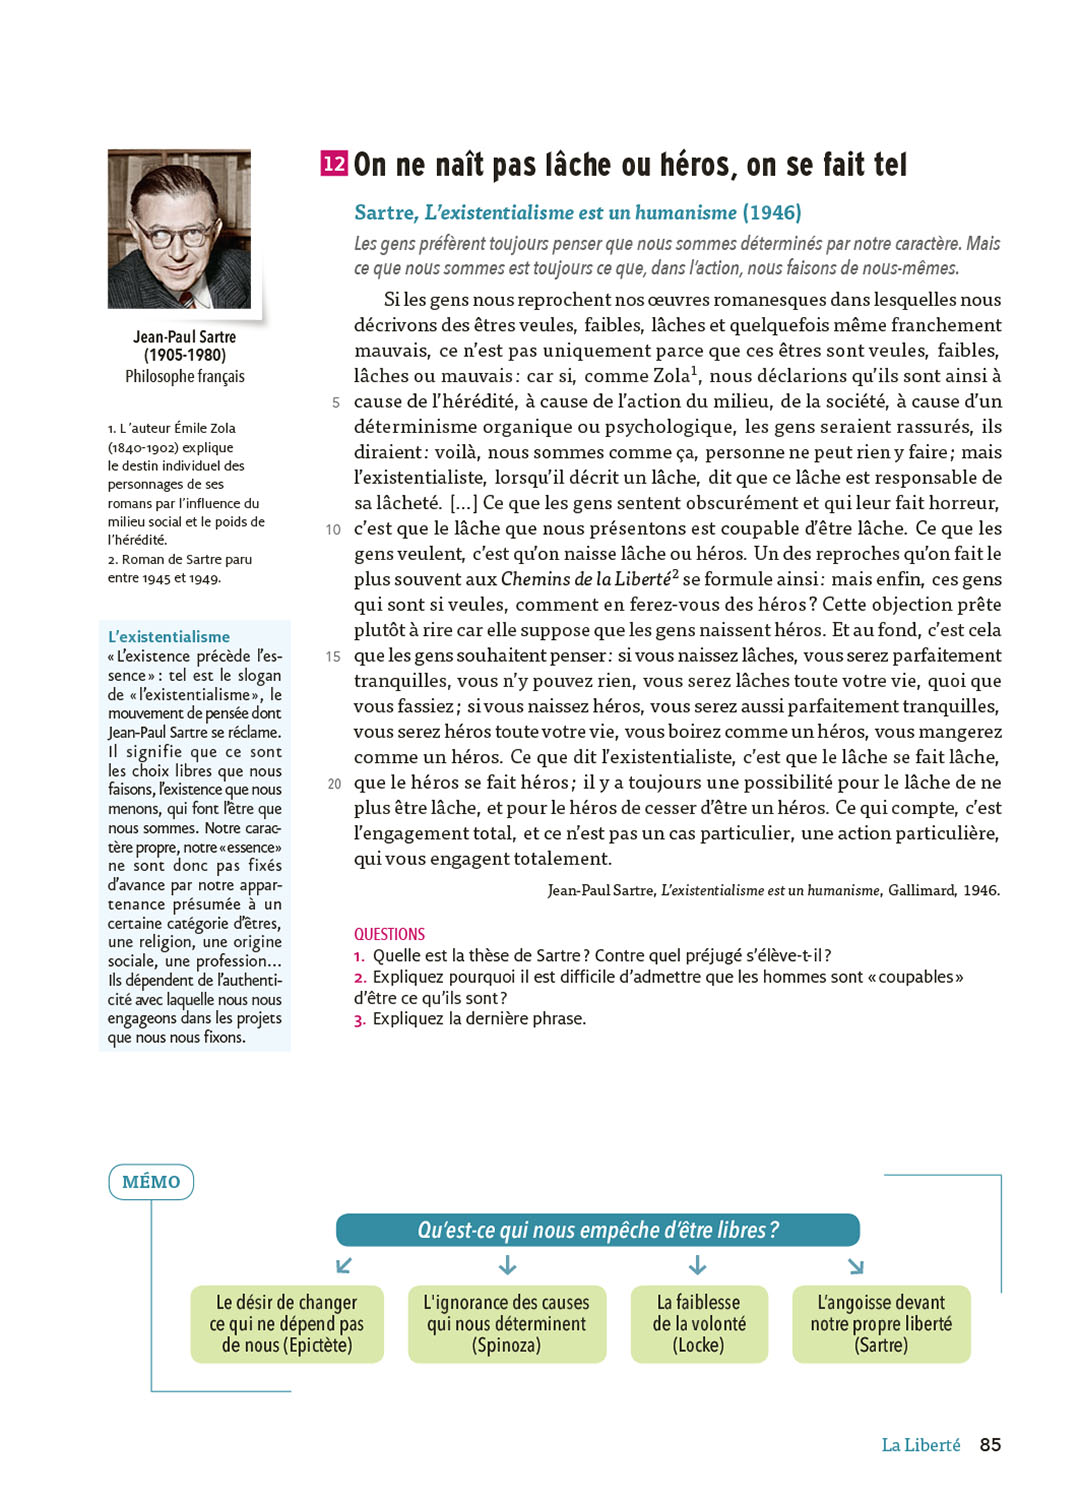 12 On ne naît pas lâche ou héros, on se fait tel
Sartre, L’existentialisme est un humanisme (1946)
Les gens préfèrent toujours penser que nous sommes déterminés par notre caractère. Mais
ce que nous sommes est toujours ce que, dans l’action, nous faisons de nous-mêmes.
Si les gens nous reprochent nos œuvres romanesques dans lesquelles nous
décrivons des êtres veules, faibles, lâches et quelquefois même franchement
mauvais, ce n’est pas uniquement parce que ces êtres sont veules, faibles,
lâches ou mauvais : car si, comme Zola1, nous déclarions qu’ils sont ainsi à
5 cause de l’hérédité, à cause de l’action du milieu, de la société, à cause d’un
déterminisme organique ou psychologique, les gens seraient rassurés, ils
diraient : voilà, nous sommes comme ça, personne ne peut rien y faire ; mais
l’existentialiste, lorsqu’il décrit un lâche, dit que ce lâche est responsable de
sa lâcheté. [...] Ce que les gens sentent obscurément et qui leur fait horreur,
10 c’est que le lâche que nous présentons est coupable d’être lâche. Ce que les
gens veulent, c’est qu’on naisse lâche ou héros. Un des reproches qu’on fait le
plus souvent aux Chemins de la Liberté2 se formule ainsi : mais enfin, ces gens
qui sont si veules, comment en ferez-vous des héros ? Cette objection prête
plutôt à rire car elle suppose que les gens naissent héros. Et au fond, c’est cela
15 que les gens souhaitent penser : si vous naissez lâches, vous serez parfaitement
tranquilles, vous n’y pouvez rien, vous serez lâches toute votre vie, quoi que
vous fassiez ; si vous naissez héros, vous serez aussi parfaitement tranquilles,
vous serez héros toute votre vie, vous boirez comme un héros, vous mangerez
comme un héros. Ce que dit l’existentialiste, c’est que le lâche se fait lâche,
20 que le héros se fait héros ; il y a toujours une possibilité pour le lâche de ne
plus être lâche, et pour le héros de cesser d’être un héros. Ce qui compte, c’est
l’engagement total, et ce n’est pas un cas particulier, une action particulière,
qui vous engagent totalement.
Jean-Paul Sartre, L’existentialisme est un humanisme, Gallimard, 1946.
QUESTIONS
1. Quelle est la thèse de Sartre ? Contre quel préjugé s’élève-t-il ?
2. Expliquez pourquoi il est difficile d’admettre que les hommes sont « coupables »
d’être ce qu’ils sont ?
3. Expliquez la dernière phrase.
Jean-Paul Sartre
(1905-1980)
Philosophe français
1. L ’auteur Émile Zola
(1840-1902) explique
le destin individuel des
personnages de ses
romans par l’influence du
milieu social et le poids de
l’hérédité.
2. Roman de Sartre paru
entre 1945 et 1949.
L’existentialisme
« L’existence précède l’es-
sence » : tel est le slogan
de « l’existentialisme », le
mouvement de pensée dont
Jean-Paul Sartre se réclame.
Il signifie que ce sont
les choix libres que nous
faisons, l’existence que nous
menons, qui font l’être que
nous sommes. Notre carac-
tère propre, notre « essence »
ne sont donc pas fixés
d’avance par notre appar-
tenance présumée à un
certaine catégorie d’êtres,
une religion, une origine
sociale, une profession...
Ils dépendent de l’authenti-
cité avec laquelle nous nous
engageons dans les projets
que nous nous fixons.
MÉMO
Qu’est-ce qui nous empêche d’être libres ?
Le désir de changer
ce qui ne dépend pas
de nous (Epictète)
L'ignorance des causes
qui nous déterminent
(Spinoza)
La faiblesse
de la volonté
(Locke)
L’angoisse devant
notre propre liberté
(Sartre)
La Liberté 85